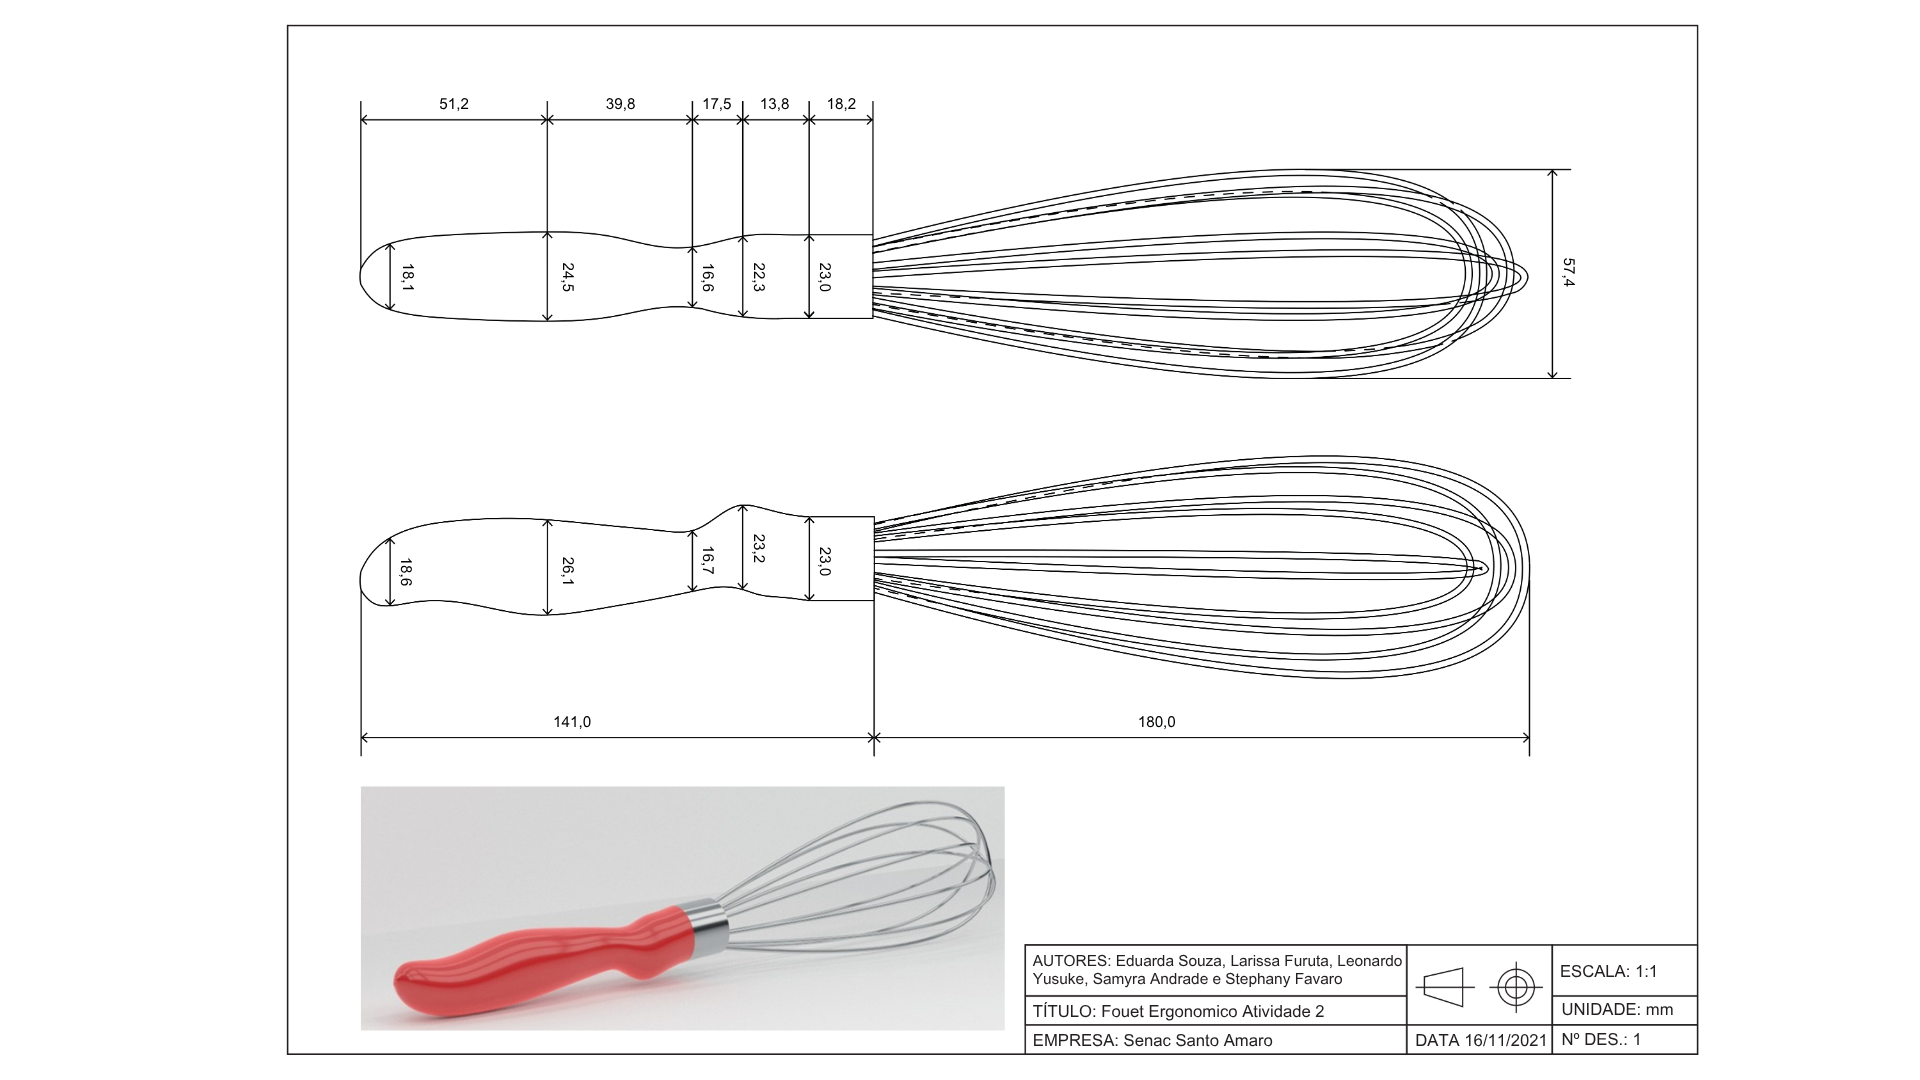 51,2
39,8
17,5
13,8
18,2
18,1
24,5
16,6
22,3
23,0
57,4
18,6
26,1
16,7
23,2
23,0
141,0
180,0
AUTORES: Eduarda Souza, Larissa Furuta, Leonardo
Yusuke, Samyra Andrade e Stephany Favaro
TÍTULO: Fouet Ergonomico Atividade 2
EMPRESA: Senac Santo Amaro
DATA 16/11/2021
ESCALA: 1:1
UNIDADE: mm
Nº DES.: 1